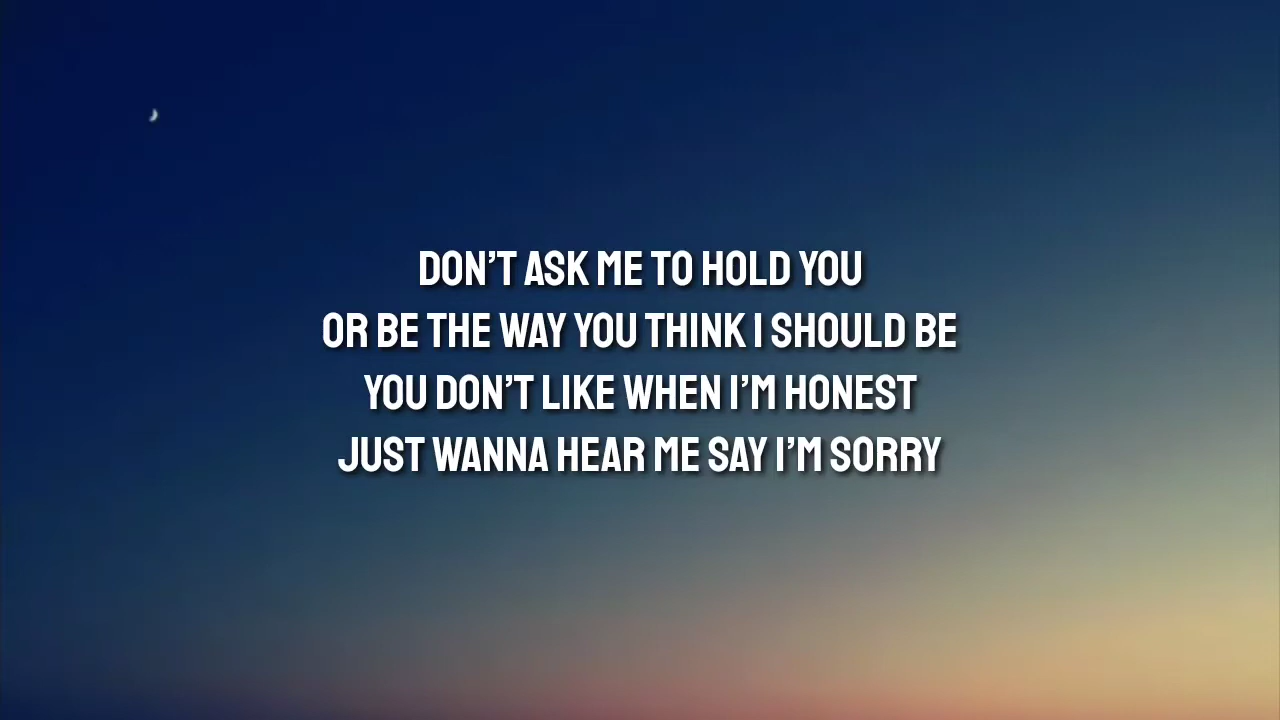 DON’T ASK ME TO HOLD YOU
OR BE THE WAY YOU THINK I SHOULD BE
YOU DON’T LIKE WHEN I’M HONEST
JUST WANNA HEAR ME SAY I’M SORRY